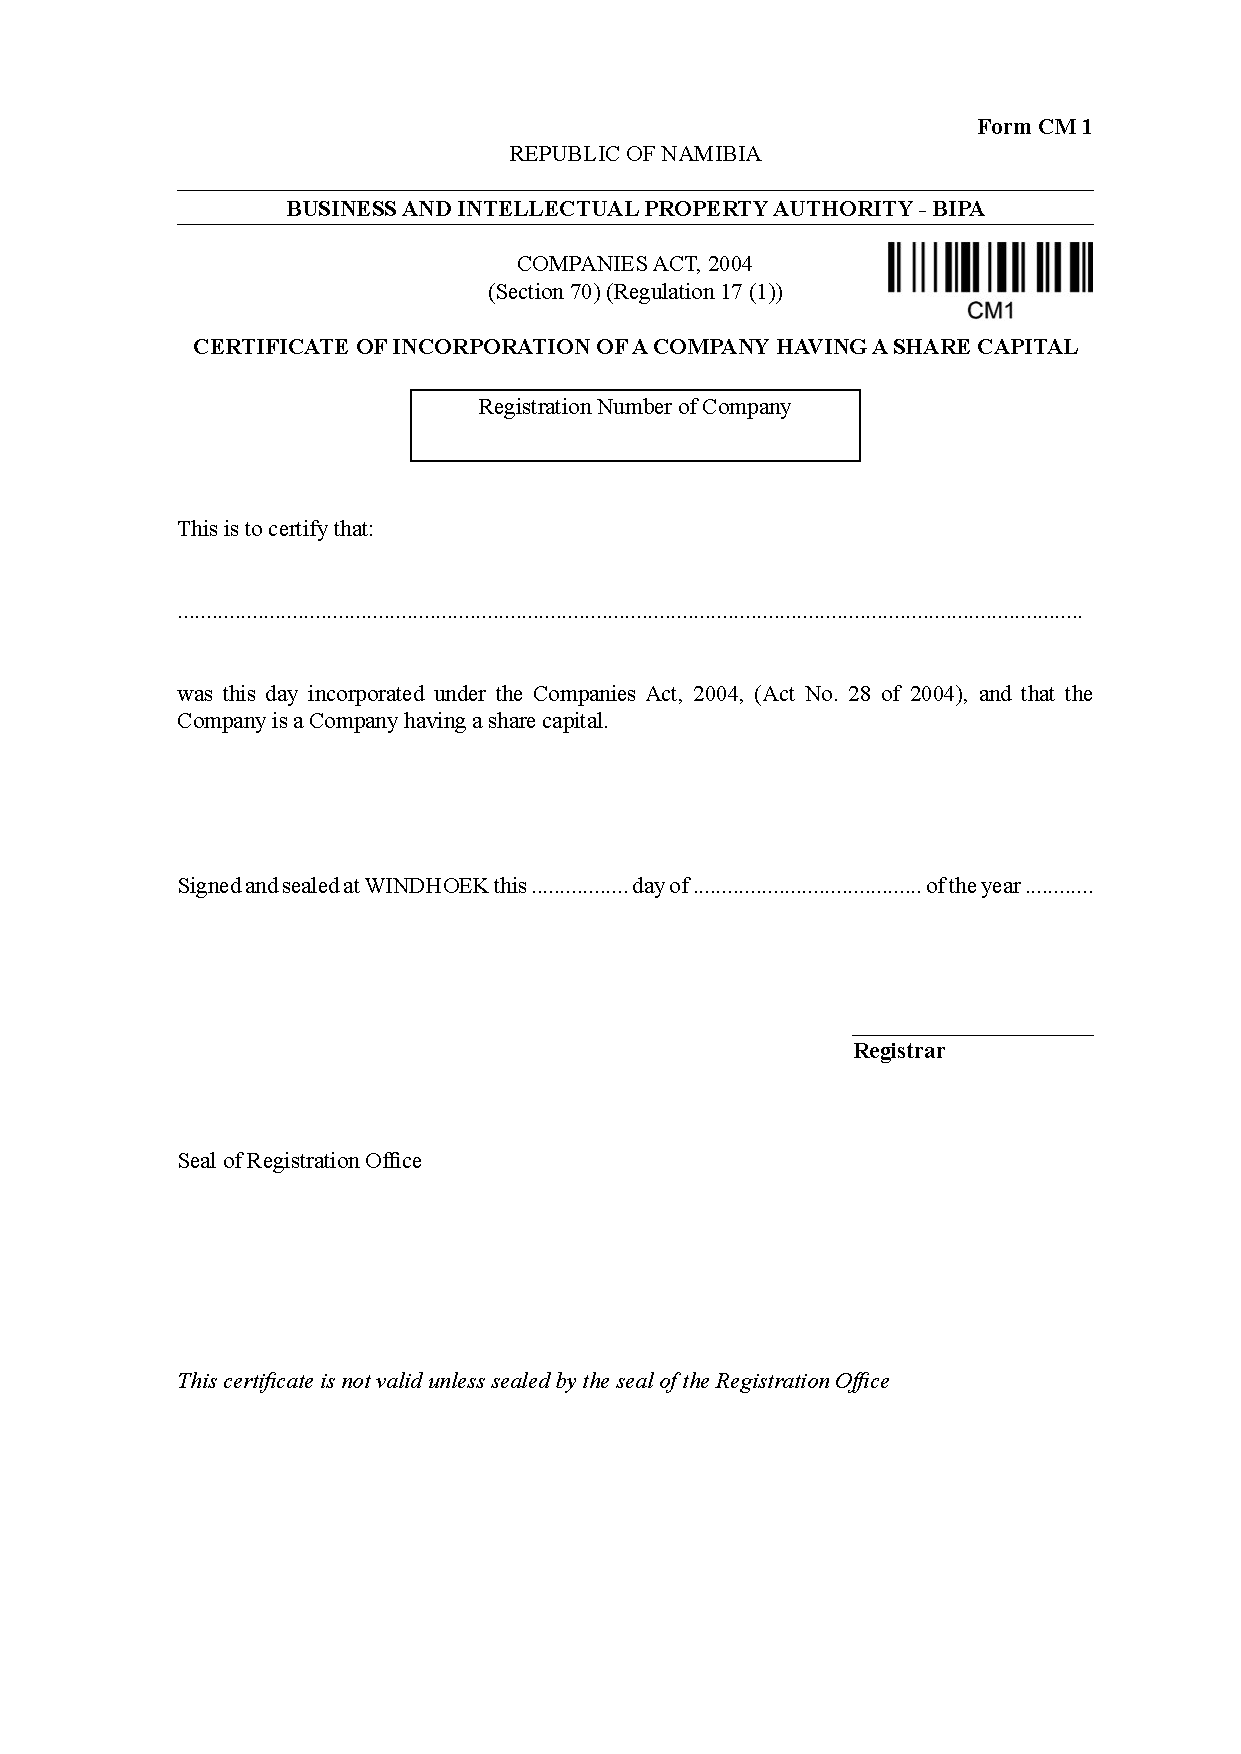 Form CM 1
REPUBLIC OF NAMIBIA
BUSINESS AND INTELLECTUAL PROPERTY AUTHORITY - BIPA
COMPANIES ACT, 2004
(Section 70) (Regulation 17 (1))
CM1
CERTIFICATE OF INCORPORATION OF A COMPANY HAVING A SHARE CAPITAL
Registration Number of Company
This is to certify that:
..............................................................................................................................................................
was this day incorporated under the Companies Act, 2004, (Act No. 28 of 2004), and that the
Company is a Company having a share capital.
Signed and sealed at WINDHOEK this ................. day of ........................................ of the year ............
Registrar
Seal of Registration Office
This certificate is not valid unless sealed by the seal of the Registration Office